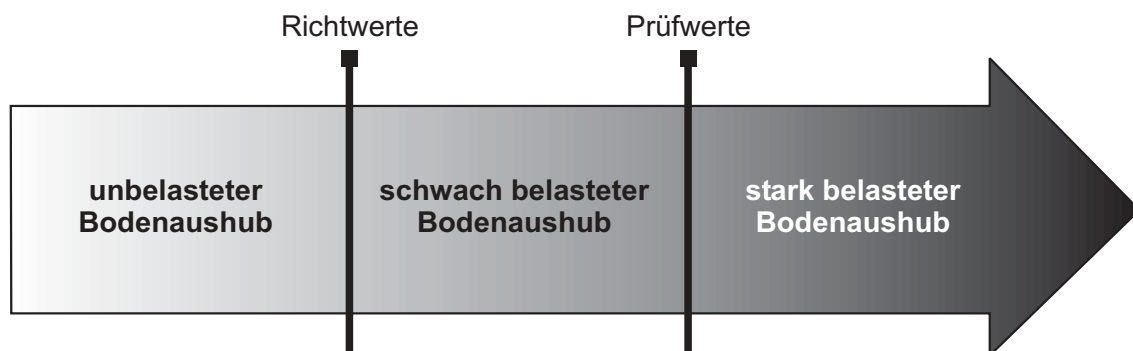 Richtwerte
Prüfwerte
unbelasteter
Bodenaushub
schwach belasteter
Bodenaushub
stark belasteter
Bodenaushub